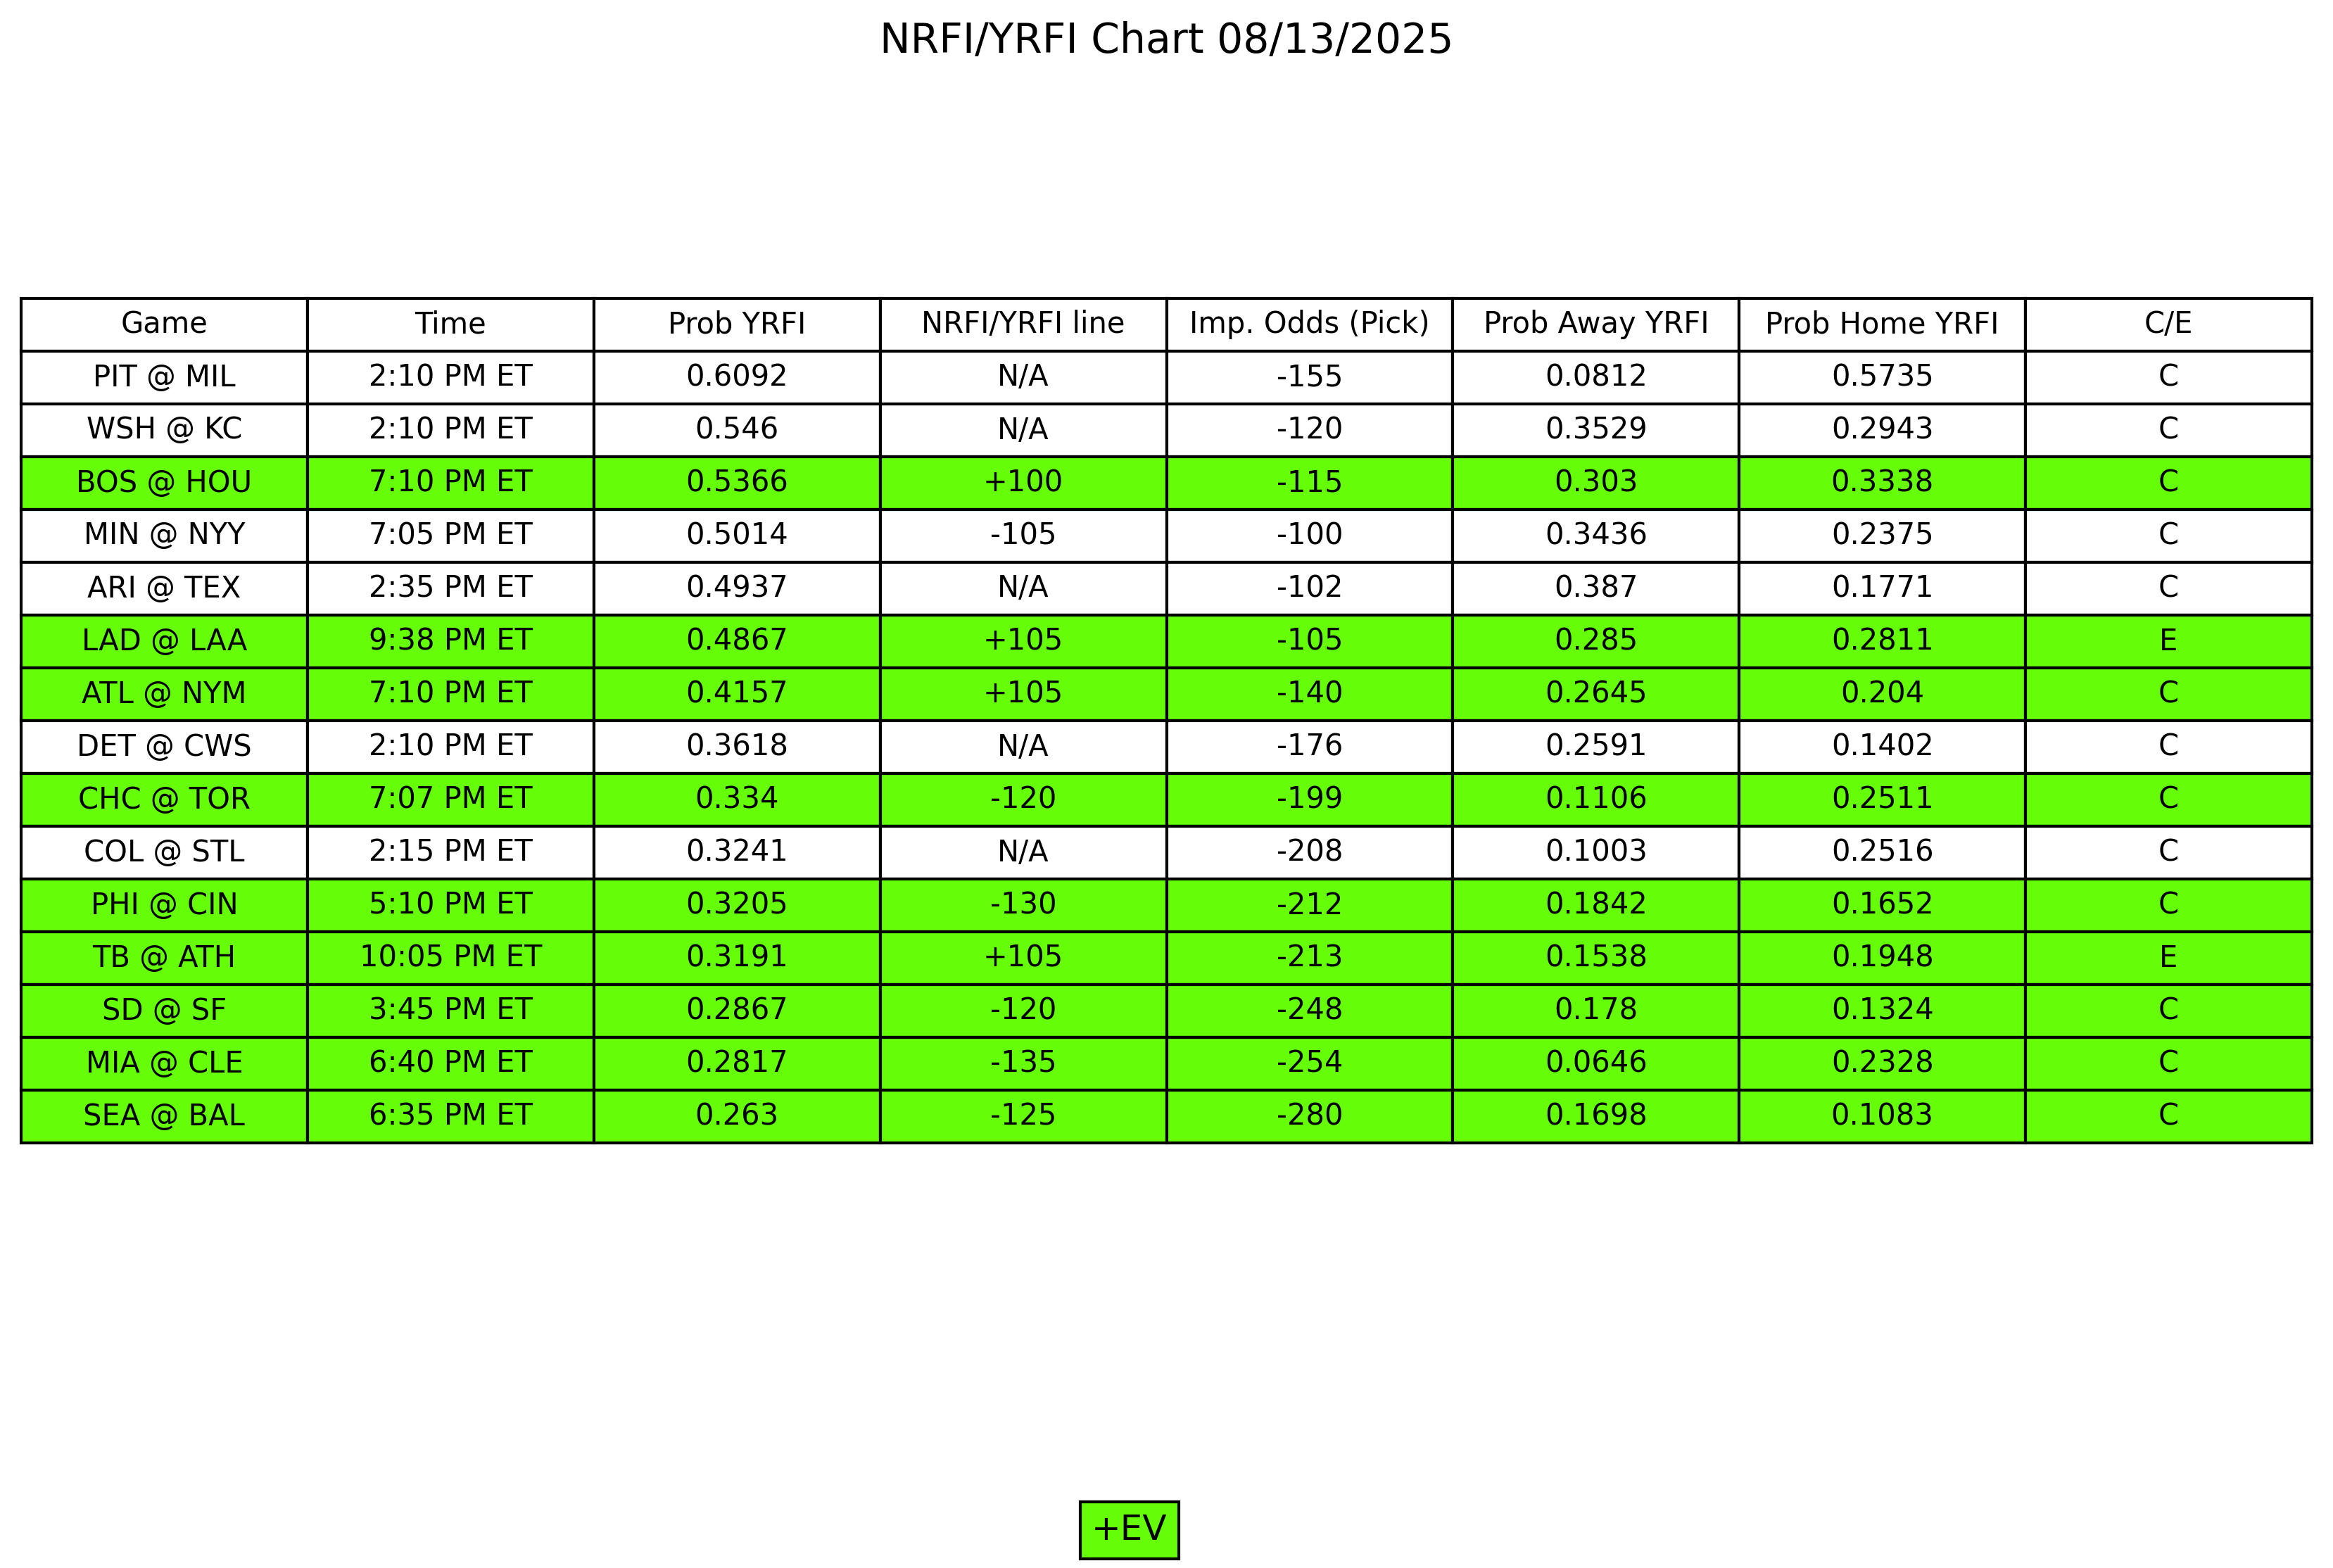 NRFI/YRFI Chart 08/13/2025
Game Time Prob YRFI NRFI/YRFI line Imp. Odds (Pick) Prob Away YRFI Prob Home YRFI C/E
PIT @ MIL 2:10 PM ET 0.6092 N/A -155 0.0812 0.5735 C
WSH @ KC 2:10 PM ET 0.546 N/A -120 0.3529 0.2943 C
BOS @ HOU 7:10 PM ET 0.5366 +100 -115 0.303 0.3338 C
MIN @ NYY 7:05 PM ET 0.5014 -105 -100 0.3436 0.2375 C
ARI @ TEX 2:35 PM ET 0.4937 N/A -102 0.387 0.1771 C
LAD @ LAA 9:38 PM ET 0.4867 +105 -105 0.285 0.2811 E
ATL @ NYM 7:10 PM ET 0.4157 +105 -140 0.2645 0.204 C
DET @ CWS 2:10 PM ET 0.3618 N/A -176 0.2591 0.1402 C
CHC @ TOR 7:07 PM ET 0.334 -120 -199 0.1106 0.2511 C
COL @ STL 2:15 PM ET 0.3241 N/A -208 0.1003 0.2516 C
PHI @ CIN 5:10 PM ET 0.3205 -130 -212 0.1842 0.1652 C
TB @ ATH 10:05 PM ET 0.3191 +105 -213 0.1538 0.1948 E
SD @ SF 3:45 PM ET 0.2867 -120 -248 0.178 0.1324 C
MIA @ CLE 6:40 PM ET 0.2817 -135 -254 0.0646 0.2328 C
SEA @ BAL 6:35 PM ET 0.263 -125 -280 0.1698 0.1083 C
+EV